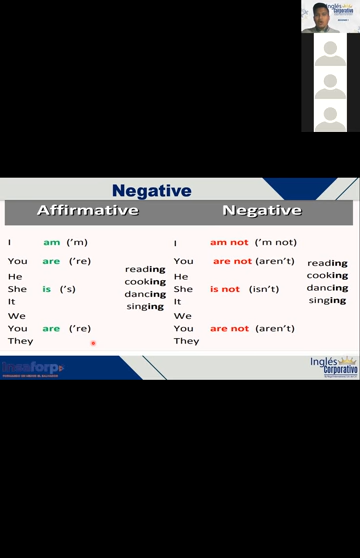 Inglés
Corporativo
Negative
Affirmative Negative
I am ('m) I am not ('m not)
You are ('re) You are not (aren't)
He He
She is ('s) She is not (isn't)
It It
reading reading
cooking cooking
dancing dancing
singing singing
We We
You are ('re) You are not (aren't)
They They
Inglés
Corporativo